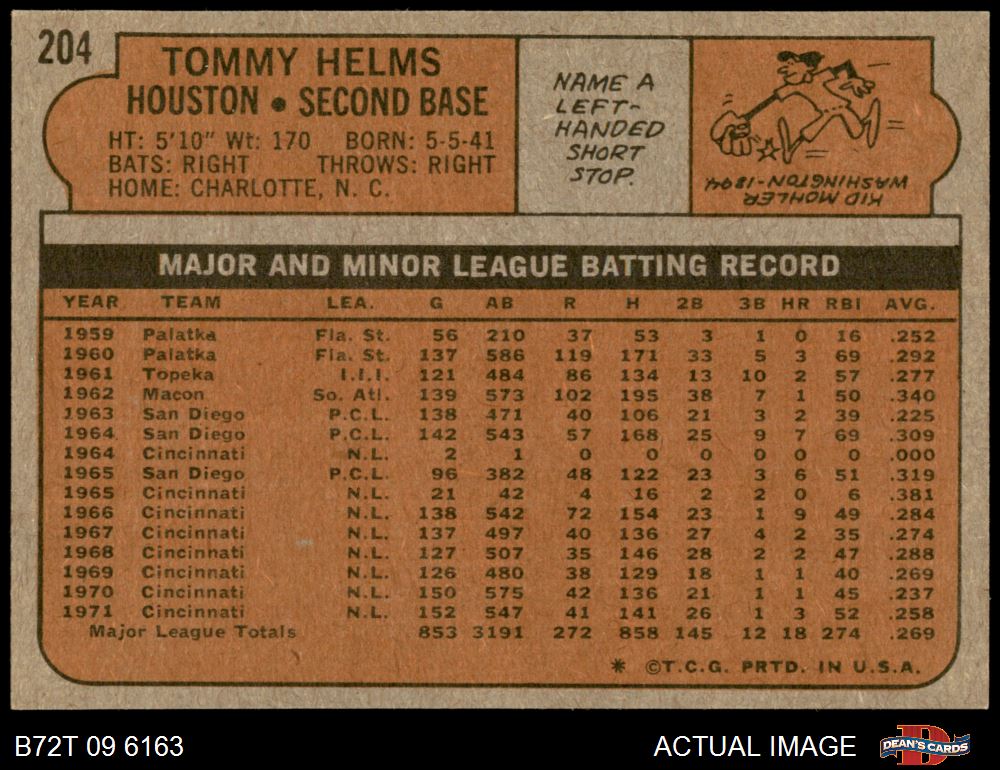 204
TOMMY HELMS
HOUSTON • SECOND BASE
HT: 5'10" Wt: 170 BORN: 5-5-41
BATS: RIGHT THROWS: RIGHT
HOME: CHARLOTTE, N. C.
NAME A
LEFT-
HANDED
SHORT
STOP.
KID MOHLER
WASHINGTON-1894
MAJOR AND MINOR LEAGUE BATTING RECORD
YEAR TEAM LEA. G AB R H 2B 3B HR RBI AVG.
1959 Palatka Fla. St. 56 210 37 53 3 1 0 16 .252
1960 Palatka Fla. St. 137 586 119 171 33 5 3 69 .292
1961 Topeka I.I.I. 121 484 86 134 13 10 2 57 .277
1962 Macon So. Atl. 139 573 102 195 38 7 1 50 .340
1963 San Diego P.C.L. 138 471 40 106 21 3 2 39 .225
1964 San Diego P.C.L. 142 543 57 168 25 9 7 69 .309
1964 Cincinnati N.L. 2 1 0 0 0 0 0 0 .000
1965 San Diego P.C.L. 96 382 48 122 23 3 6 51 .319
1965 Cincinnati N.L. 21 42 4 16 2 2 0 6 .381
1966 Cincinnati N.L. 138 542 72 154 23 1 9 49 .284
1967 Cincinnati N.L. 137 497 40 136 27 4 2 35 .274
1968 Cincinnati N.L. 127 507 35 146 28 2 2 47 .288
1969 Cincinnati N.L. 126 480 38 129 18 1 1 40 .269
1970 Cincinnati N.L. 150 575 42 136 21 1 1 45 .237
1971 Cincinnati N.L. 152 547 41 141 26 1 3 52 .258
Major League Totals 853 3191 272 858 145 12 18 274 .269
* ©T.C.G. PRTD. IN U.S.A.
B72T 09 6163
ACTUAL IMAGE
D
DEAN'S CARDS